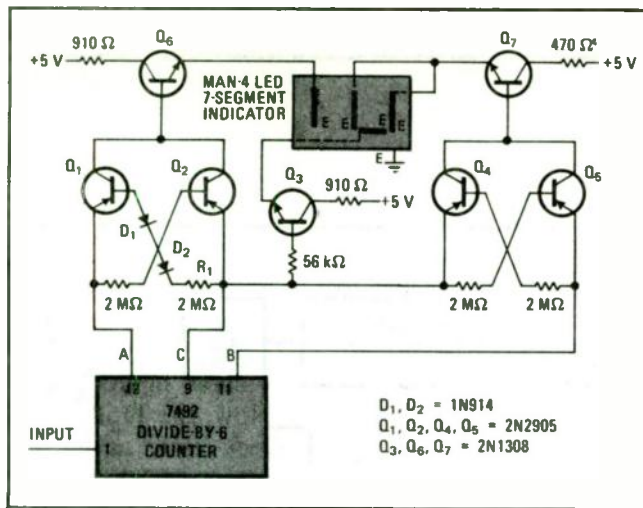 910 Ω
Q6
Q7
470 Ω
+5 V
+5 V
MAN-4 LED
7-SEGMENT
INDICATOR
E
E
E
E
E
Q1
Q2
Q3
910 Ω
+5 V
Q4
Q5
D1
D2
R1
56 kΩ
2 MΩ
2 MΩ
2 MΩ
2 MΩ
A
C
B
12
9
11
7492
DIVIDE-BY-6
COUNTER
INPUT
1
D1, D2 = 1N914
Q1, Q2, Q4, Q5 = 2N2905
Q3, Q6, Q7 = 2N1308